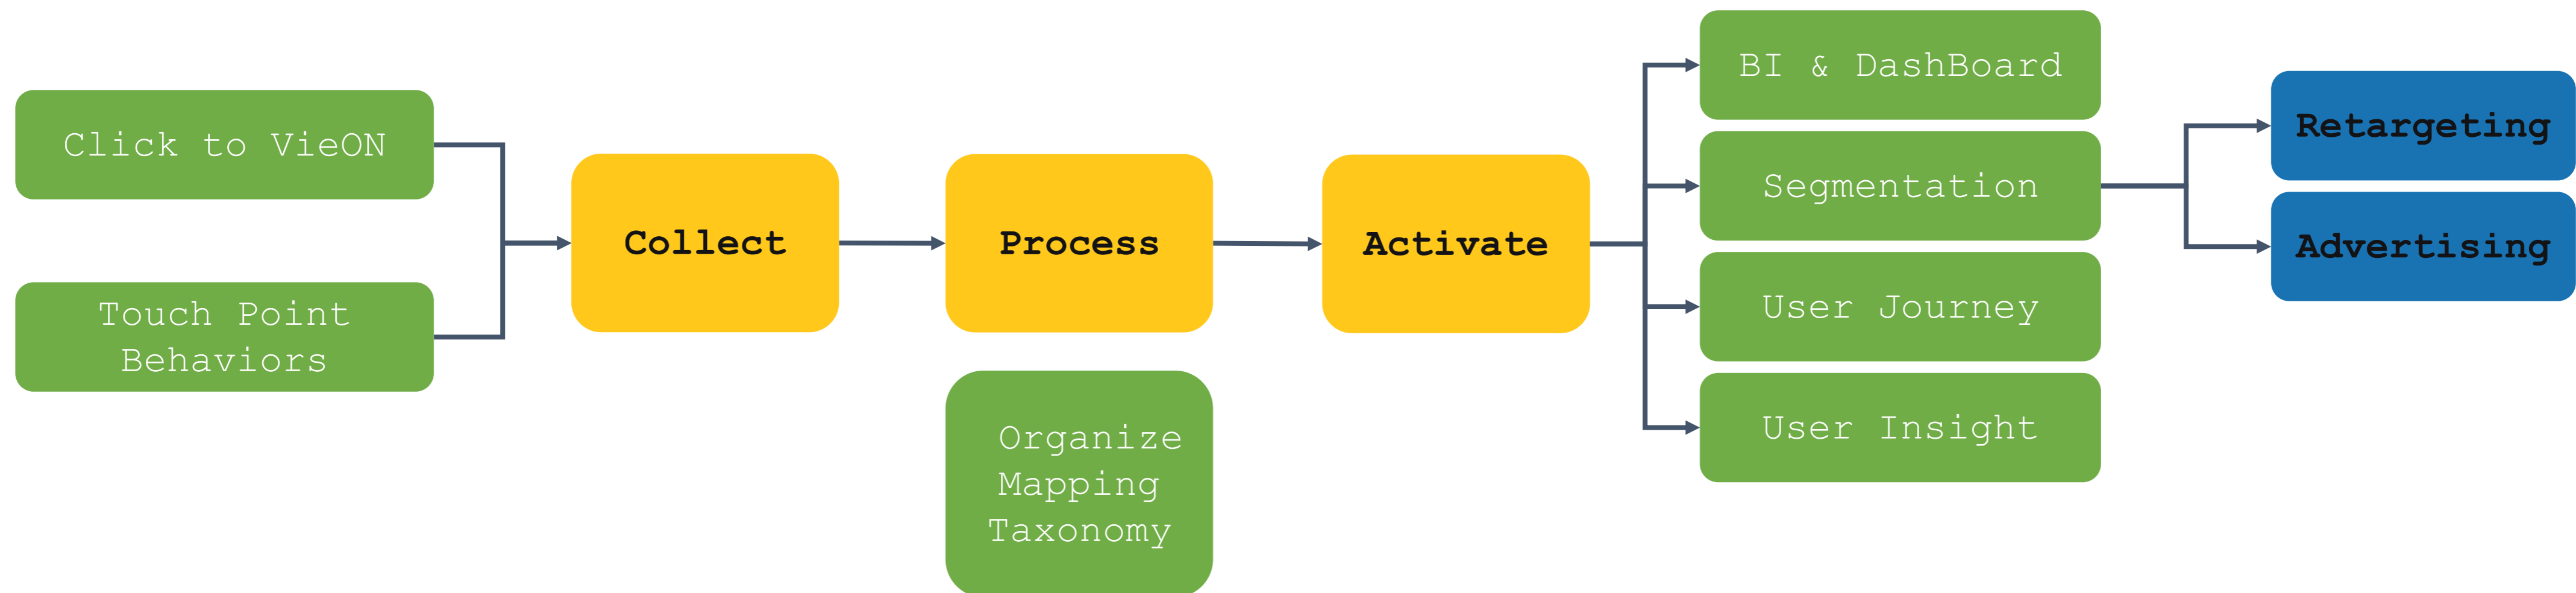 Click to VieON
Touch Point
Behaviors
Collect
Process
Organize
Mapping
Taxonomy
Activate
BI & DashBoard
Segmentation
User Journey
User Insight
Retargeting
Advertising